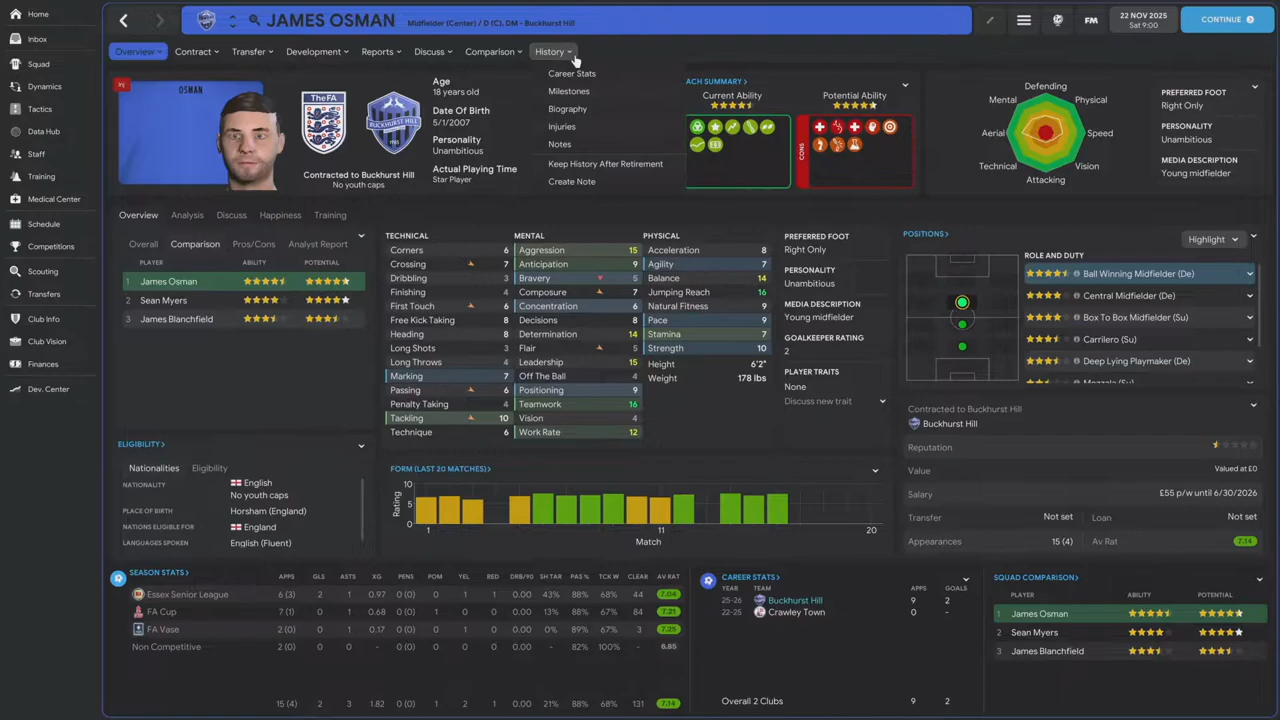 Home
Inbox
Squad
Dynamics
Tactics
Data Hub
Staff
Training
Medical Center
Schedule
Competitions
Scouting
Transfers
Club Info
Club Vision
Finances
Dev. Center
JAMES OSMAN Midfielder (Center) / D (C), DM - Buckhurst Hill
FM
22 NOV 2025
Sat 9:00
CONTINUE
Overview Contract Transfer Development Reports Discuss Comparison History
Career Stats
Milestones
Biography
Injuries
Notes
Keep History After Retirement
Create Note
Inj
OSMAN
The FA
BUCKHURST HILL
Contracted to Buckhurst Hill
No youth caps
Age
18 years old
Date Of Birth
5/1/2007
Personality
Unambitious
Actual Playing Time
Star Player
ACH SUMMARY >
Current Ability Potential Ability
CONS
Defending
Mental Physical
Aerial Speed
Technical Vision
Attacking
PREFERRED FOOT
Right Only
PERSONALITY
Unambitious
MEDIA DESCRIPTION
Young midfielder
Overview Analysis Discuss Happiness Training
Overall Comparison Pros/Cons Analyst Report
PLAYER ABILITY POTENTIAL
1 James Osman
2 Sean Myers
3 James Blanchfield
ELIGIBILITY >
Nationalities Eligibility
NATIONALITY English
No youth caps
PLACE OF BIRTH Horsham (England)
NATIONS ELIGIBLE FOR England
LANGUAGES SPOKEN English (Fluent)
TECHNICAL
Corners 6
Crossing 7
Dribbling 3
Finishing 4
First Touch 6
Free Kick Taking 8
Heading 8
Long Shots 3
Long Throws 4
Marking 7
Passing 6
Penalty Taking 4
Tackling 10
Technique 6
MENTAL
Aggression 15
Anticipation 9
Bravery 5
Composure 7
Concentration 6
Decisions 8
Determination 14
Flair 5
Leadership 15
Off The Ball 4
Positioning 9
Teamwork 16
Vision 4
Work Rate 12
PHYSICAL
Acceleration 8
Agility 7
Balance 14
Jumping Reach 16
Natural Fitness 9
Pace 9
Stamina 7
Strength 10
Height 6'2"
Weight 178 lbs
PREFERRED FOOT
Right Only
PERSONALITY
Unambitious
MEDIA DESCRIPTION
Young midfielder
GOALKEEPER RATING
2
PLAYER TRAITS
None
Discuss new trait
POSITIONS >
Highlight
ROLE AND DUTY
Ball Winning Midfielder (De)
Central Midfielder (De)
Box To Box Midfielder (Su)
Carrilero (Su)
Deep Lying Playmaker (De)
Mezzala (Su)
Contracted to Buckhurst Hill
Buckhurst Hill
Reputation
Value Valued at £0
Salary £55 p/w until 6/30/2026
Transfer Not set Loan Not set
Appearances 15 (4) Av Rat 7.14
FORM (LAST 20 MATCHES) >
Rating
10
5
0
1 11 20
Match
SEASON STATS > APPS GLS ASTS XG PENS POM YEL RED DRB/90 SH TAR PAS % TCK W CLEAR AV RAT
Essex Senior League 6 (3) 2 1 0.97 0 (0) 0 1 1 0.00 43% 88% 68% 44 7.04
FA Cup 7 (1) 0 1 0.68 0 (0) 1 1 0 0.00 13% 88% 67% 84 7.21
FA Vase 2 (0) 0 1 0.17 0 (0) 0 0 0 0.00 0% 89% 67% 3 7.25
Non Competitive 2 (0) 0 0 - 0 (0) 0 0 0 0.00 - 82% 100% - 6.85
15 (4) 2 3 1.82 0 (0) 1 2 1 0.00 21% 88% 68% 131 7.14
CAREER STATS >
YEAR TEAM APPS GOALS
25-26 Buckhurst Hill 9 2
22-25 Crawley Town 0 -
Overall 2 Clubs 9 2
SQUAD COMPARISON >
PLAYER ABILITY POTENTIAL
1 James Osman
2 Sean Myers
3 James Blanchfield